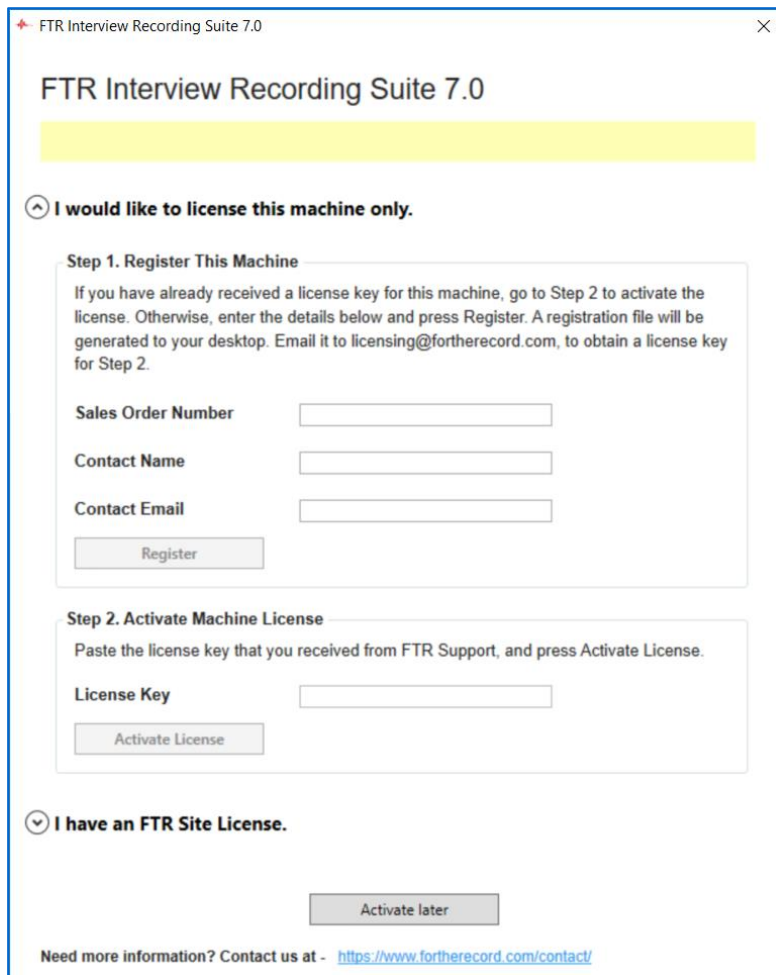 FTR Interview Recording Suite 7.0
FTR Interview Recording Suite 7.0
I would like to license this machine only.
Step 1. Register This Machine
If you have already received a license key for this machine, go to Step 2 to activate the
license. Otherwise, enter the details below and press Register. A registration file will be
generated to your desktop. Email it to licensing@fortherecord.com, to obtain a license key
for Step 2.
Sales Order Number
Contact Name
Contact Email
Register
Step 2. Activate Machine License
Paste the license key that you received from FTR Support, and press Activate License.
License Key
Activate License
I have an FTR Site License.
Activate later
Need more information? Contact us at - https://www.fortherecord.com/contact/